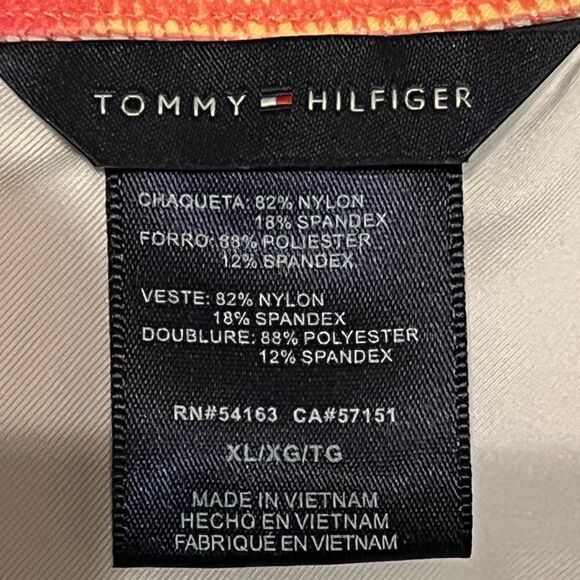 TOMMY HILFIGER
CHAQUETA: 82% NYLON
18% SPANDEX
FORRO: 88% POLIESTER
12% SPANDEX
VESTE: 82% NYLON
18% SPANDEX
DOUBLURE: 88% POLYESTER
12% SPANDEX
RN#54163 CA#57151
XL/XG/TG
MADE IN VIETNAM
HECHO EN VIETNAM
FABRIQUÉ EN VIETNAM